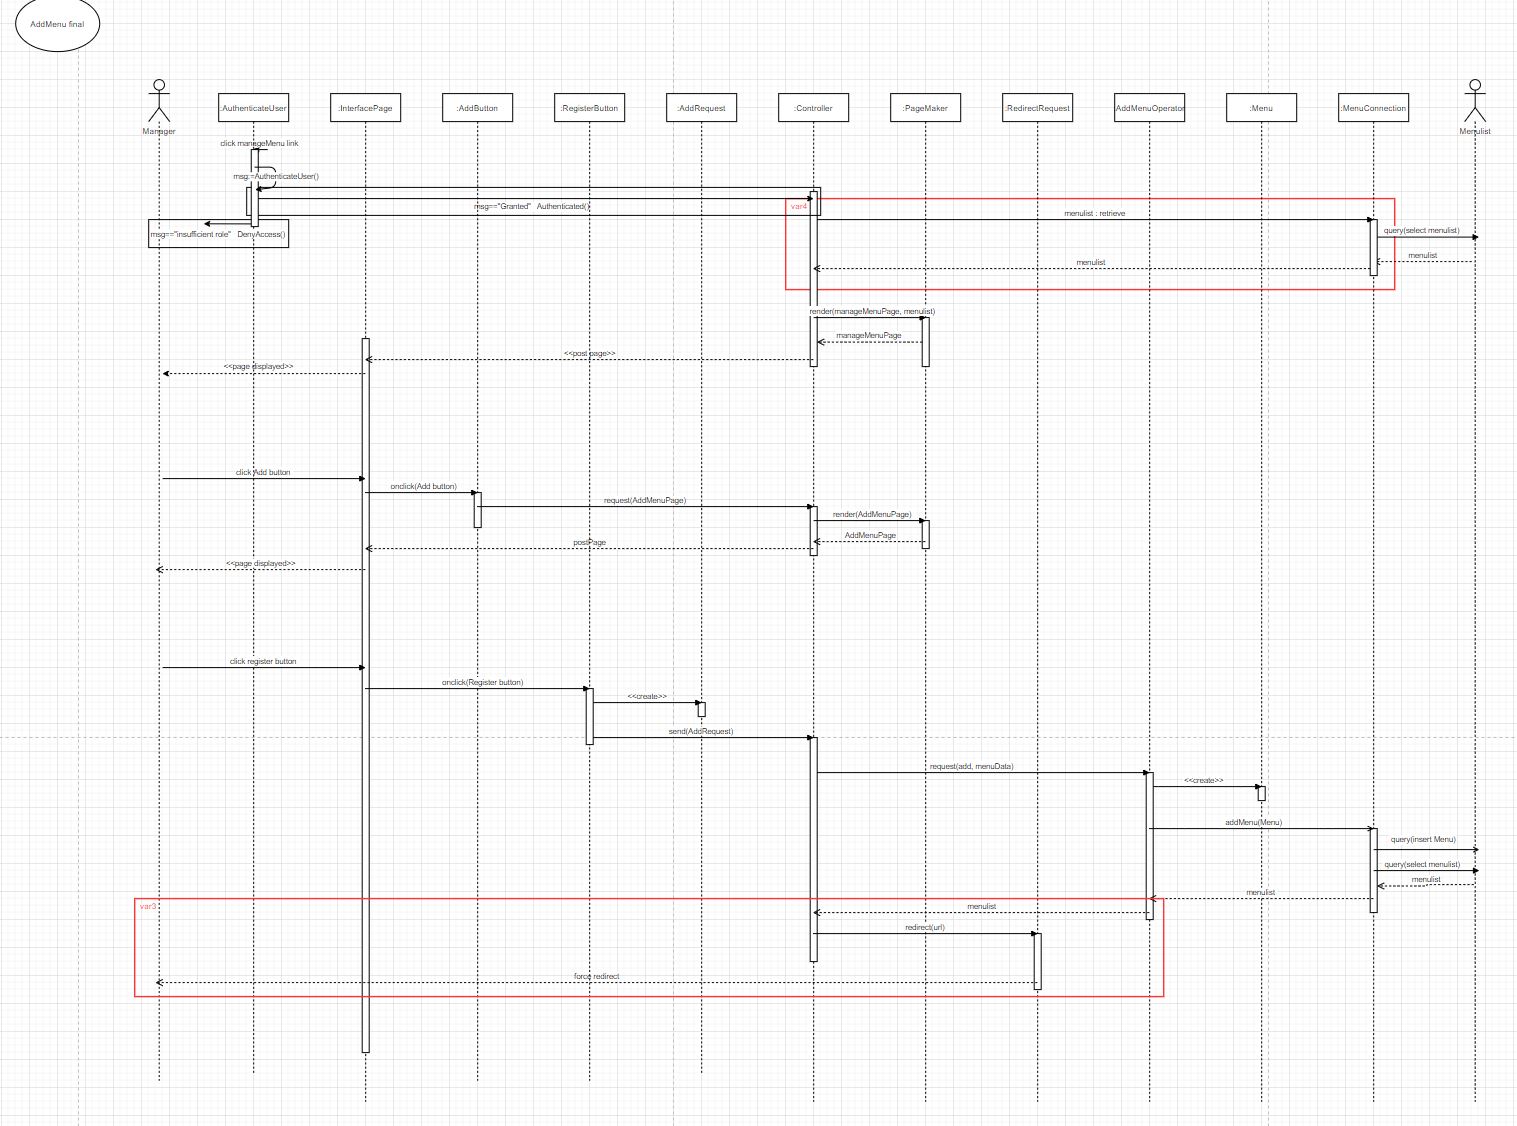 AddMenu final
Manager
:AuthenticateUser
:InterfacePage
:AddButton
:RegisterButton
:AddRequest
:Controller
:PageMaker
:RedirectRequest
AddMenuOperator
:Menu
:MenuConnection
Menulist
click manageMenu link
msg:=AuthenticateUser()
msg=="Granted" Authenticated()
var4
menulist : retrieve
query(select menulist)
msg=="insufficient role" DenyAccess()
menulist
menulist
render(manageMenuPage, menulist)
manageMenuPage
<<post page>>
<<page displayed>>
click Add button
onclick(Add button)
request(AddMenuPage)
render(AddMenuPage)
AddMenuPage
postPage
<<page displayed>>
click register button
onclick(Register button)
<<create>>
send(AddRequest)
request(add, menuData)
<<create>>
addMenu(Menu)
query(insert Menu)
query(select menulist)
menulist
menulist
var3
menulist
redirect(url)
force redirect